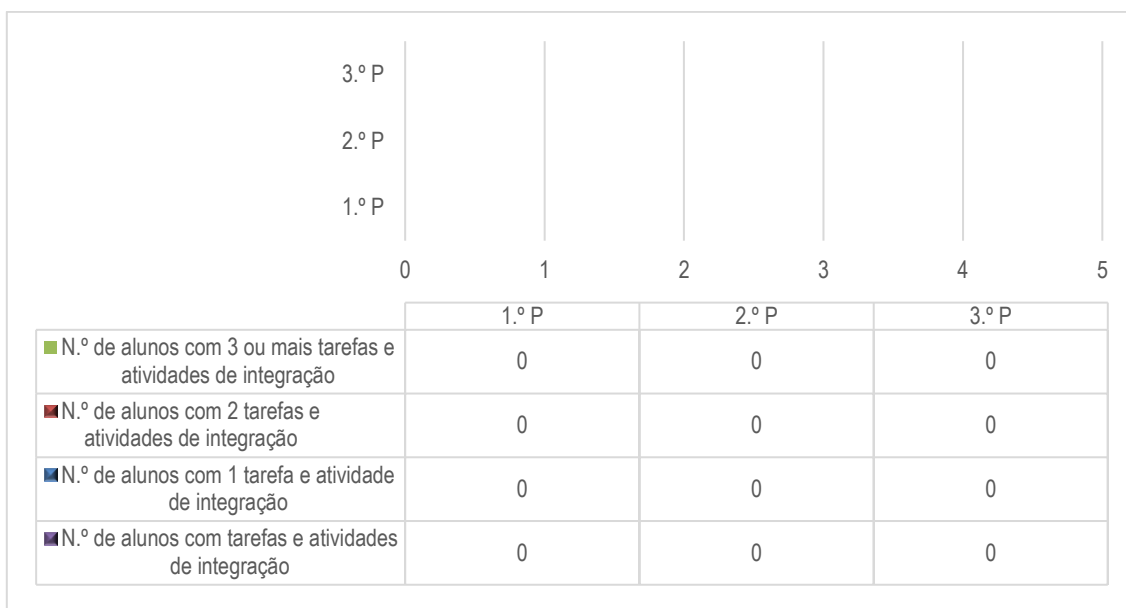 3.º P
2.º P
1.º P
0 1 2 3 4 5
1.º P 2.º P 3.º P
N.º de alunos com 3 ou mais tarefas e
atividades de integração
0 0 0
N.º de alunos com 2 tarefas e
atividades de integração
0 0 0
N.º de alunos com 1 tarefa e atividade
de integração
0 0 0
N.º de alunos com tarefas e atividades
de integração
0 0 0